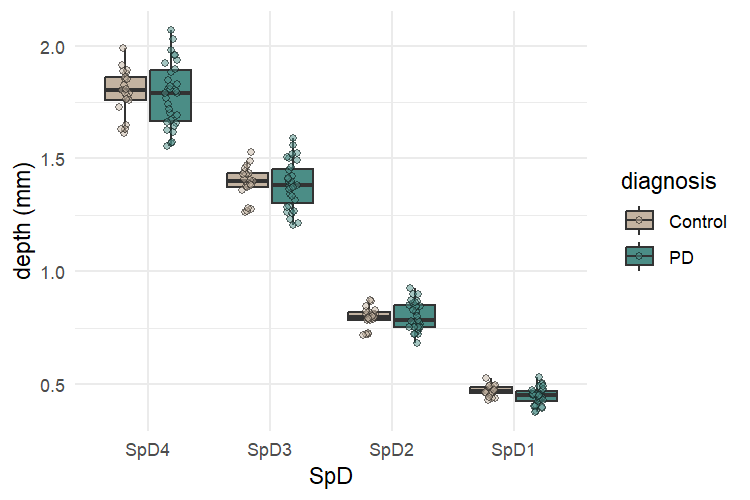 2.0
1.5
1.0
0.5
depth (mm)
SpD4 SpD3 SpD2 SpD1
SpD
diagnosis
Control
PD